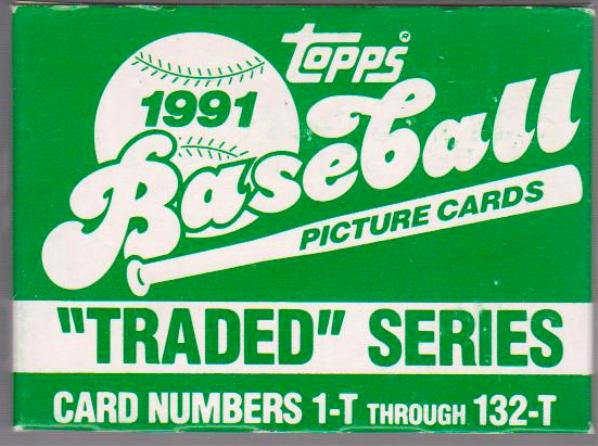 TOPPS®
1991
Baseball
PICTURE CARDS
"TRADED" SERIES
CARD NUMBERS 1-T THROUGH 132-T